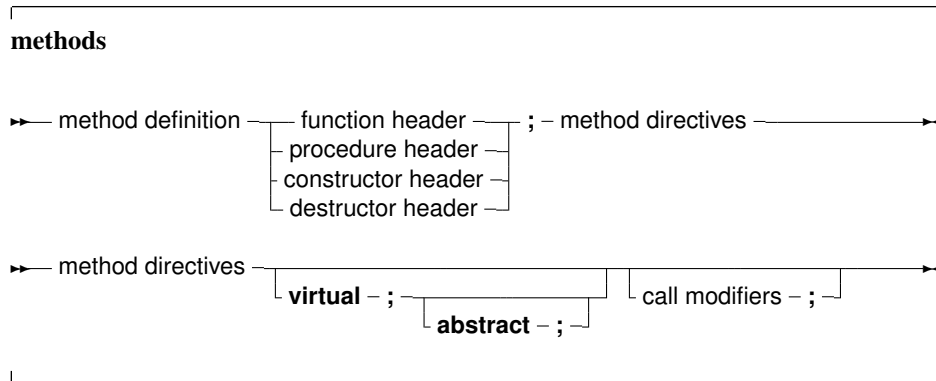 methods
method definition function header ; method directives
procedure header
constructor header
destructor header
method directives
virtual ; call modifiers ;
abstract ;